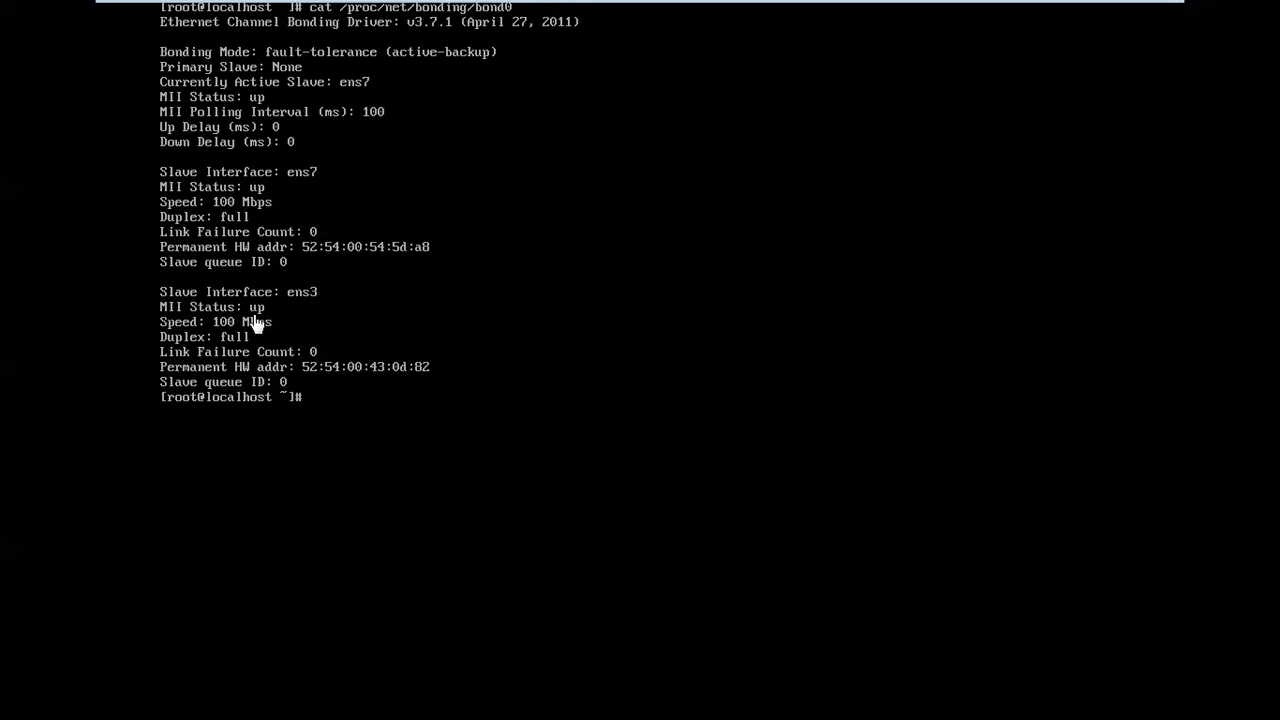 [root@localhost ~]# cat /proc/net/bonding/bond0
Ethernet Channel Bonding Driver: v3.7.1 (April 27, 2011)
Bonding Mode: fault-tolerance (active-backup)
Primary Slave: None
Currently Active Slave: ens7
MII Status: up
MII Polling Interval (ms): 100
Up Delay (ms): 0
Down Delay (ms): 0
Slave Interface: ens7
MII Status: up
Speed: 100 Mbps
Duplex: full
Link Failure Count: 0
Permanent HW addr: 52:54:00:54:5d:a8
Slave queue ID: 0
Slave Interface: ens3
MII Status: up
Speed: 100 Mbps
Duplex: full
Link Failure Count: 0
Permanent HW addr: 52:54:00:43:0d:82
Slave queue ID: 0
[root@localhost ~]#